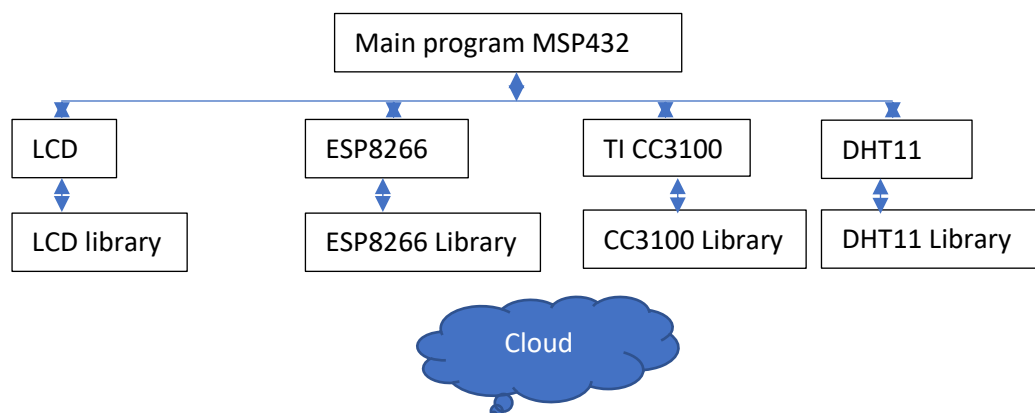 Main program MSP432
LCD
ESP8266
TI CC3100
DHT11
LCD library
ESP8266 Library
CC3100 Library
DHT11 Library
Cloud